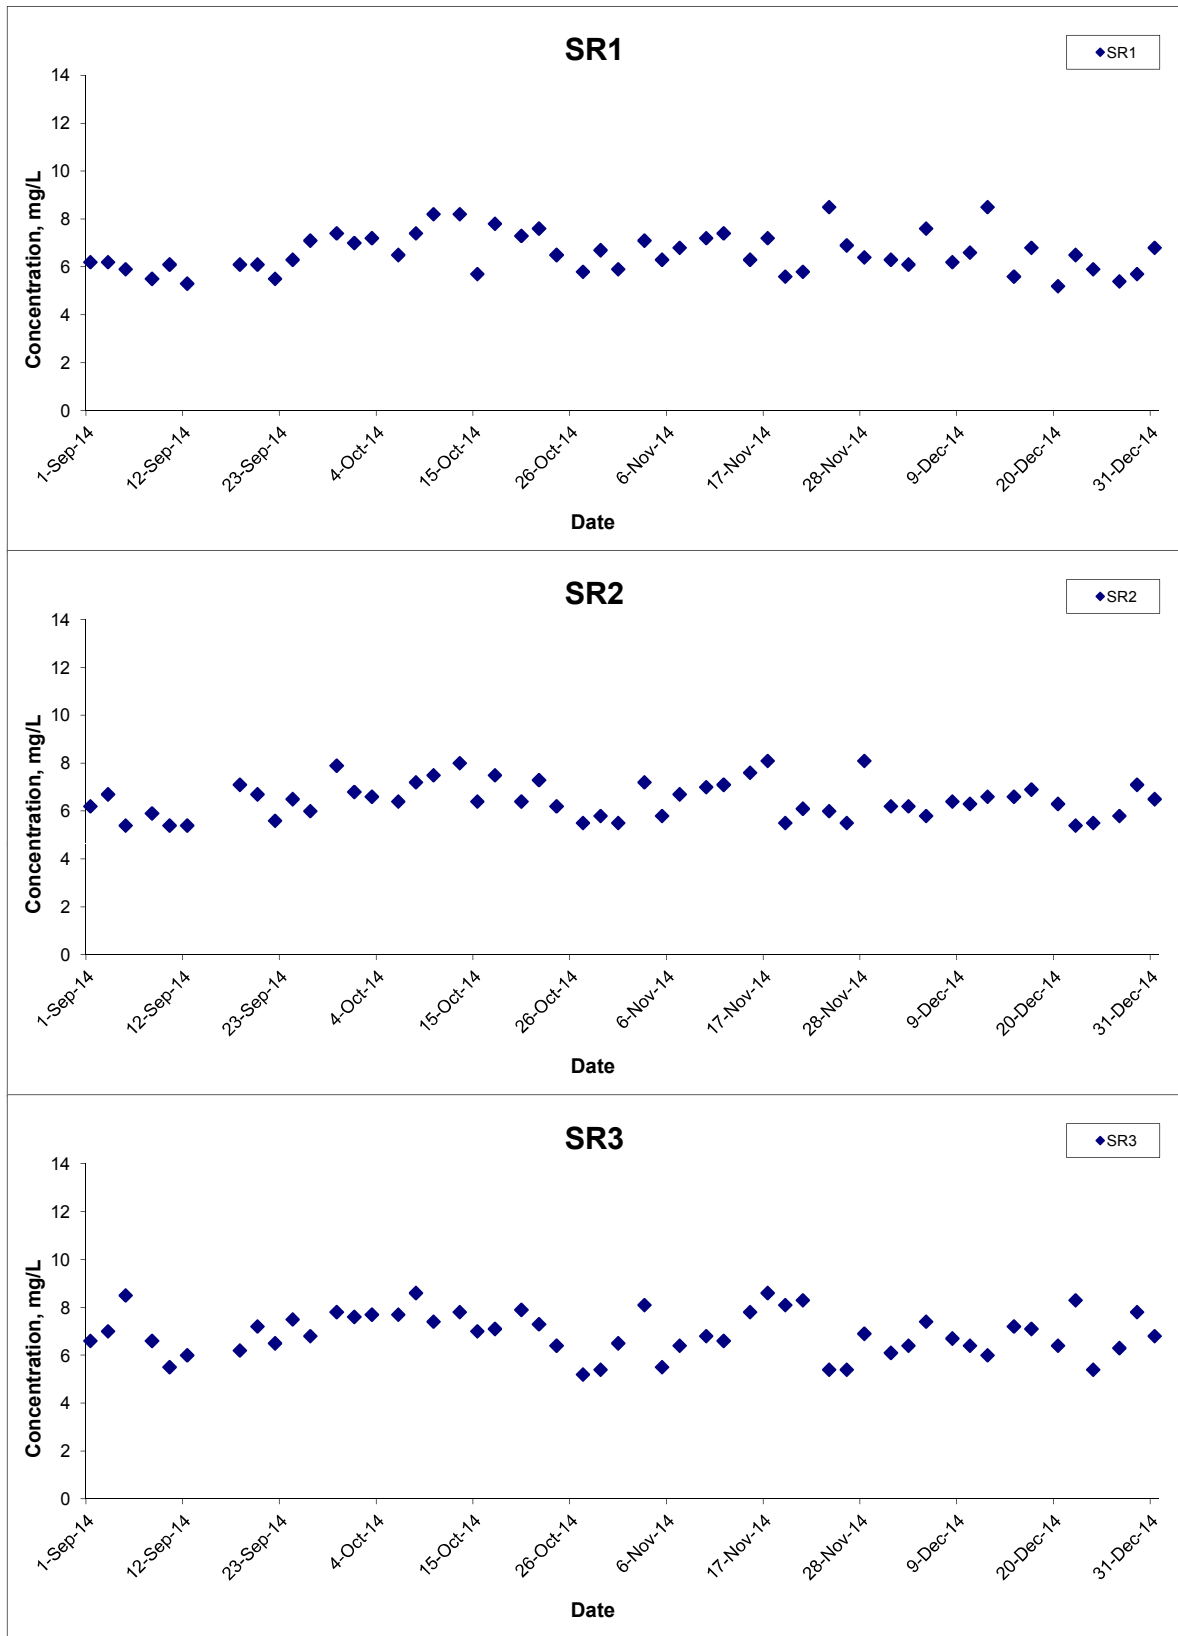 SR1
SR1
14
12
10
8
6
4
2
0
Concentration, mg/L
1-Sep-14
12-Sep-14
23-Sep-14
4-Oct-14
15-Oct-14
26-Oct-14
6-Nov-14
17-Nov-14
28-Nov-14
9-Dec-14
20-Dec-14
31-Dec-14
Date
SR2
SR2
14
12
10
8
6
4
2
0
Concentration, mg/L
1-Sep-14
12-Sep-14
23-Sep-14
4-Oct-14
15-Oct-14
26-Oct-14
6-Nov-14
17-Nov-14
28-Nov-14
9-Dec-14
20-Dec-14
31-Dec-14
Date
SR3
SR3
14
12
10
8
6
4
2
0
Concentration, mg/L
1-Sep-14
12-Sep-14
23-Sep-14
4-Oct-14
15-Oct-14
26-Oct-14
6-Nov-14
17-Nov-14
28-Nov-14
9-Dec-14
20-Dec-14
31-Dec-14
Date